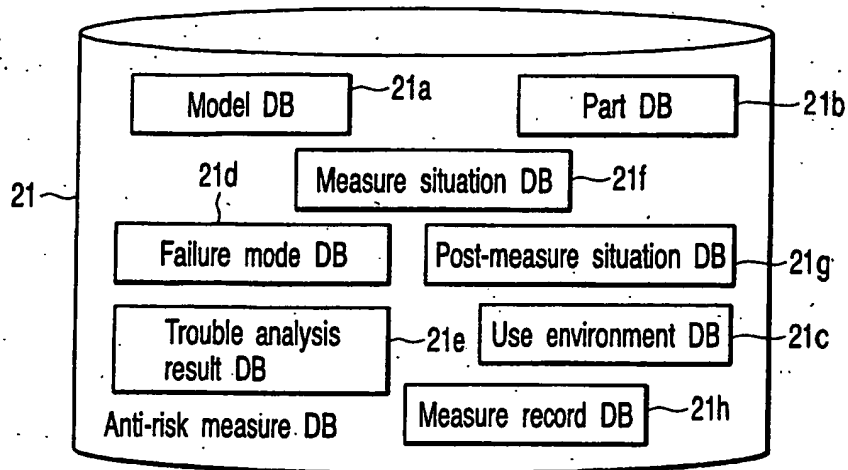 Model DB 21a
Part DB 21b
Measure situation DB 21f
21
21d
Failure mode DB
Post-measure situation DB 21g
Trouble analysis
result DB
21e
Use environment DB 21c
Anti-risk measure DB
Measure record DB 21h